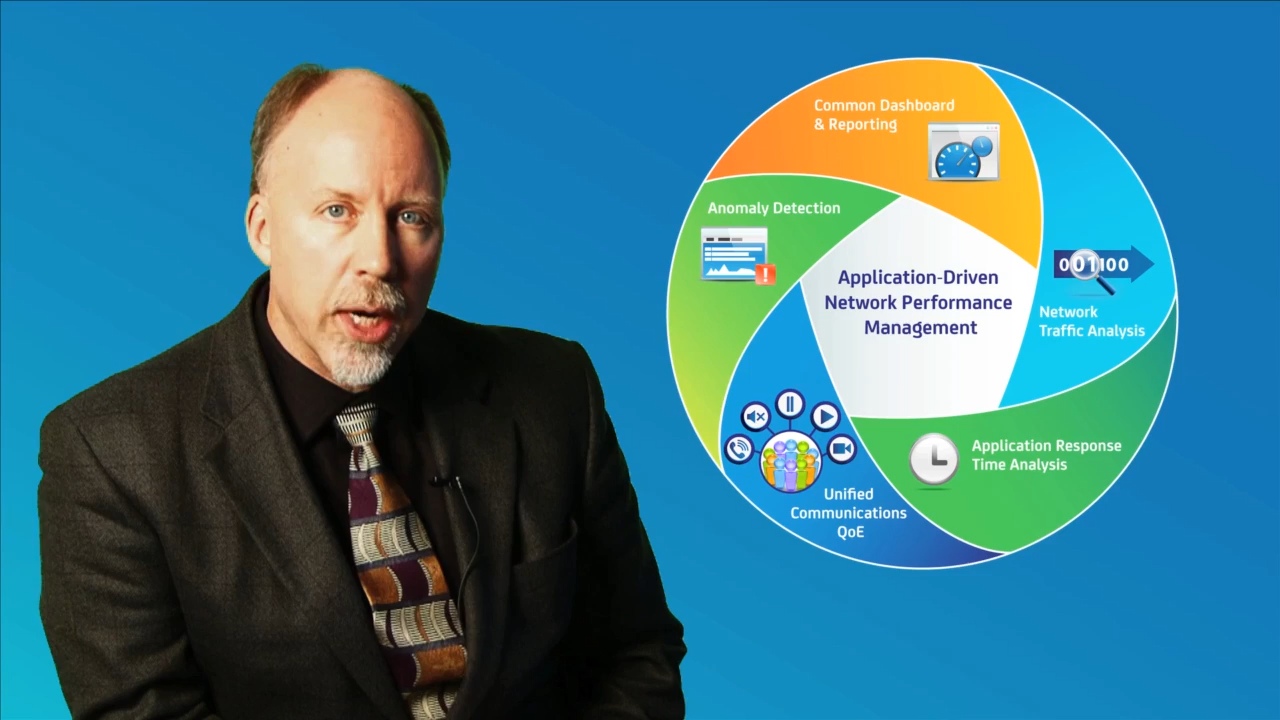 Common Dashboard
& Reporting
Anomaly Detection
Application-Driven
Network Performance
Management
001100
Network
Traffic Analysis
Application Response
Time Analysis
Unified
Communications
QoE